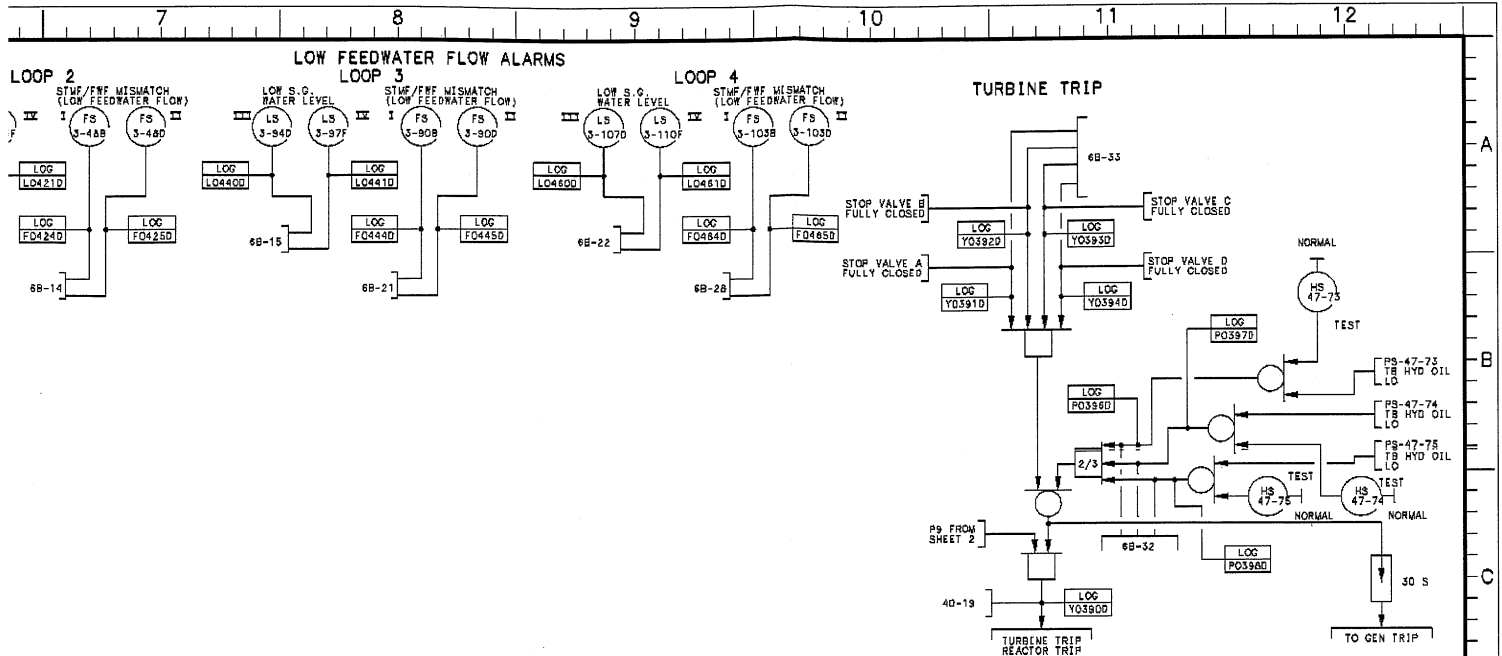 7 8 9 10 11 12
LOW FEEDWATER FLOW ALARMS
LOOP 2 LOOP 3 LOOP 4
TURBINE TRIP
STMF/FWF MISMATCH
(LOW FEEDWATER FLOW)
LOW S.G.
WATER LEVEL
STMF/FWF MISMATCH
(LOW FEEDWATER FLOW)
LOW S.G.
WATER LEVEL
STMF/FWF MISMATCH
(LOW FEEDWATER FLOW)
F
IV
I
FS
3-48B
FS
3-48D
II
III
LS
3-94D
LS
3-97F
IV
I
FS
3-90B
FS
3-90D
II
III
LS
3-107D
LS
3-110F
IV
I
FS
3-103B
FS
3-103D
II
A
6B-33
LOG
L0421D
LOG
L0440D
LOG
L0441D
LOG
L0460D
LOG
L0461D
STOP VALVE B
FULLY CLOSED
STOP VALVE C
FULLY CLOSED
LOG
F0424D
LOG
F0425D
6B-15
LOG
F0444D
LOG
F0445D
6B-22
LOG
F0464D
LOG
F0465D
LOG
Y0392D
LOG
Y0393D
NORMAL
STOP VALVE A
FULLY CLOSED
STOP VALVE D
FULLY CLOSED
6B-14
6B-21
6B-28
LOG
Y0391D
LOG
Y0394D
HS
47-73
TEST
LOG
P0397D
B
PS-47-73
TB HYD OIL
LO
LOG
P0396D
PS-47-74
TB HYD OIL
LO
PS-47-75
TB HYD OIL
LO
2/3
TEST
TEST
HS
47-75
HS
47-74
NORMAL
NORMAL
P9 FROM
SHEET 2
6B-32
LOG
P0398D
C
30 S
4D-19
LOG
Y0390D
TURBINE TRIP
REACTOR TRIP
TO GEN TRIP